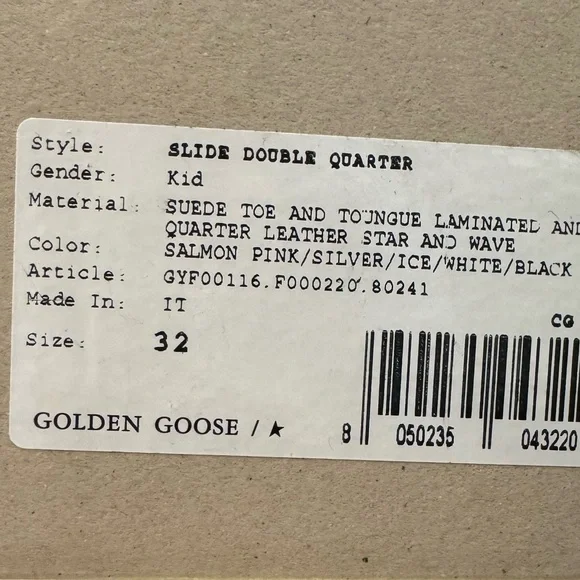 Style: SLIDE DOUBLE QUARTER
Gender: Kid
Material: SUEDE TOE AND TOUNGUE LAMINATED AND
QUARTER LEATHER STAR AND WAVE
Color: SALMON PINK/SILVER/ICE/WHITE/BLACK
Article: GYF00116.F000220.80241
Made In: IT
CG
Size: 32
GOLDEN GOOSE / ★
8 050235 043220